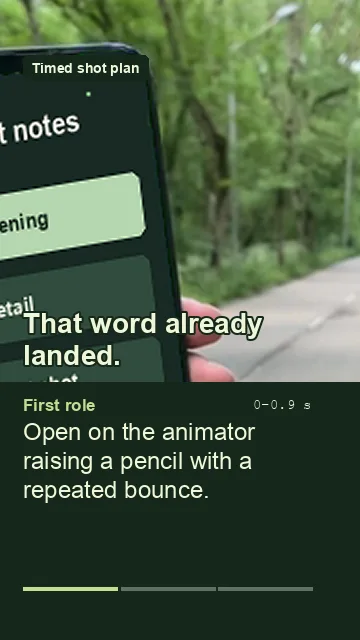 Timed shot plan
t notes
ening
etail
That word already
landed.
First role 0–0.9 s
Open on the animator
raising a pencil with a
repeated bounce.